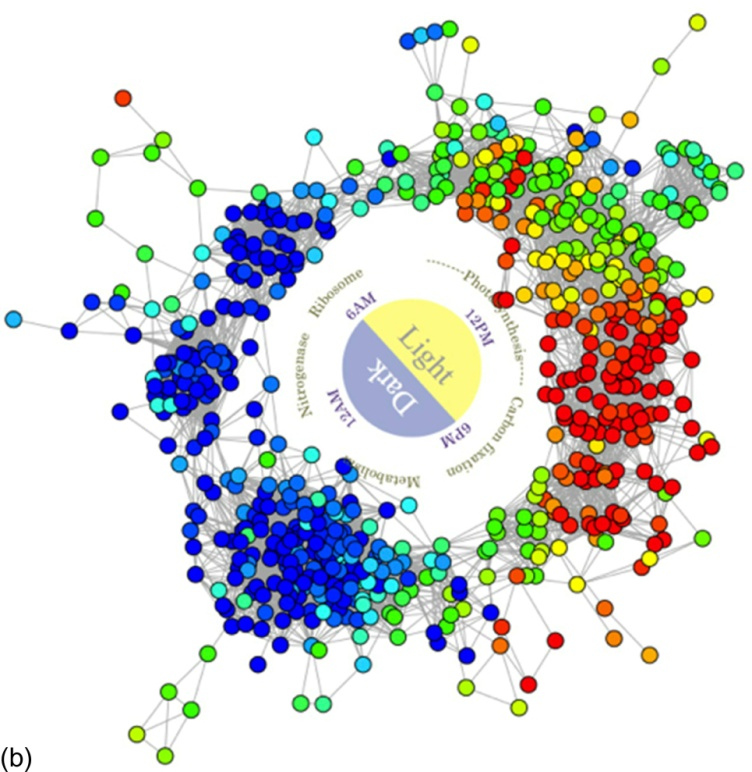 Ribosome
Photosynthesis
6AM
12PM
Light
Nitrogenase
Dark
12AM
6PM
Carbon fixation
Metabolism
(b)